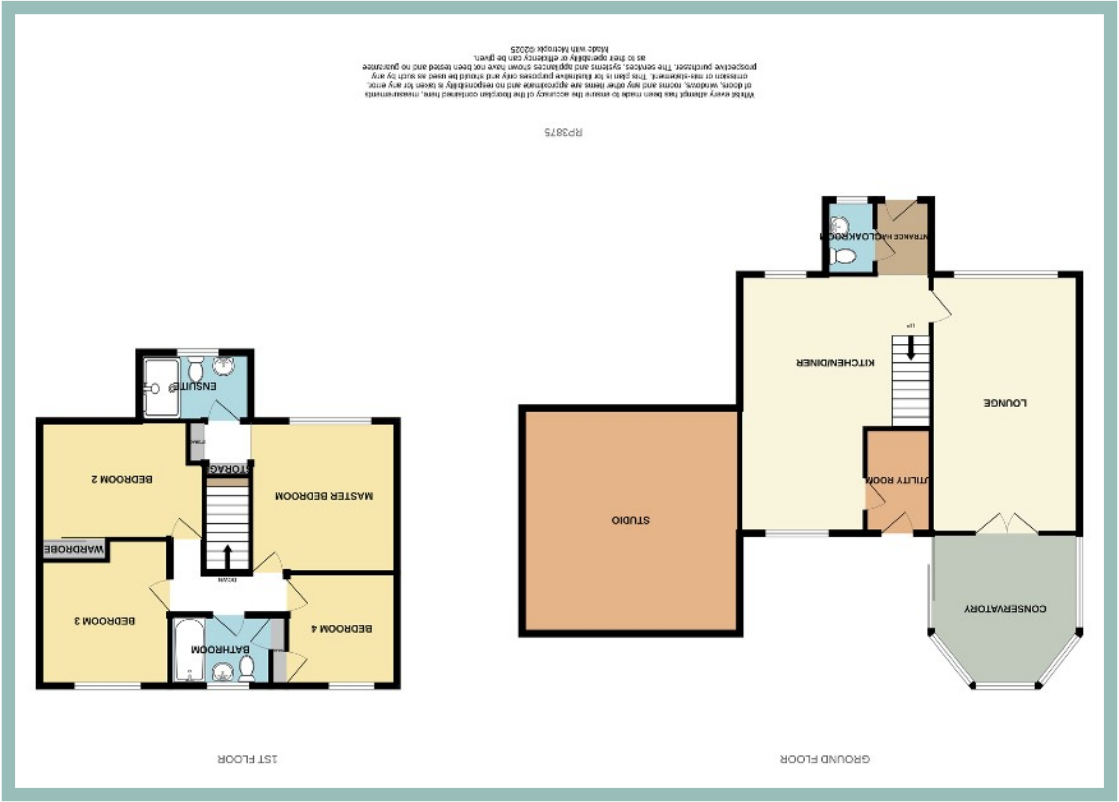 GROUND FLOOR
CONSERVATORY
UTILITY ROOM
STUDIO
LOUNGE
KITCHEN/DINER
UP
NTRANCE HA
CLOAKROOM
1ST FLOOR
BATHROOM
BEDROOM 4
BEDROOM 3
DOWN
WARDROBE
MASTER BEDROOM
BEDROOM 2
STORAG
ENSUITE
RP3875
Whilst every attempt has been made to ensure the accuracy of the floorplan contained here, measurements
of doors, windows, rooms and any other items are approximate and no responsibility is taken for any error,
omission or mis-statement. This plan is for illustrative purposes only and should be used as such by any
prospective purchaser. The services, systems and appliances shown have not been tested and no guarantee
as to their operability or efficiency can be given.
Made with Metropix ©2025